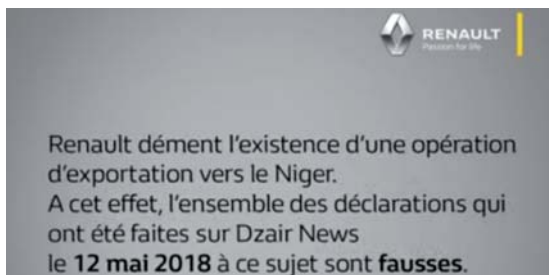 RENAULT
Passion for life
Renault dément l'existence d'une opération
d'exportation vers le Niger.
A cet effet, l'ensemble des déclarations qui
ont été faites sur Dzair News
le 12 mai 2018 à ce sujet sont fausses.